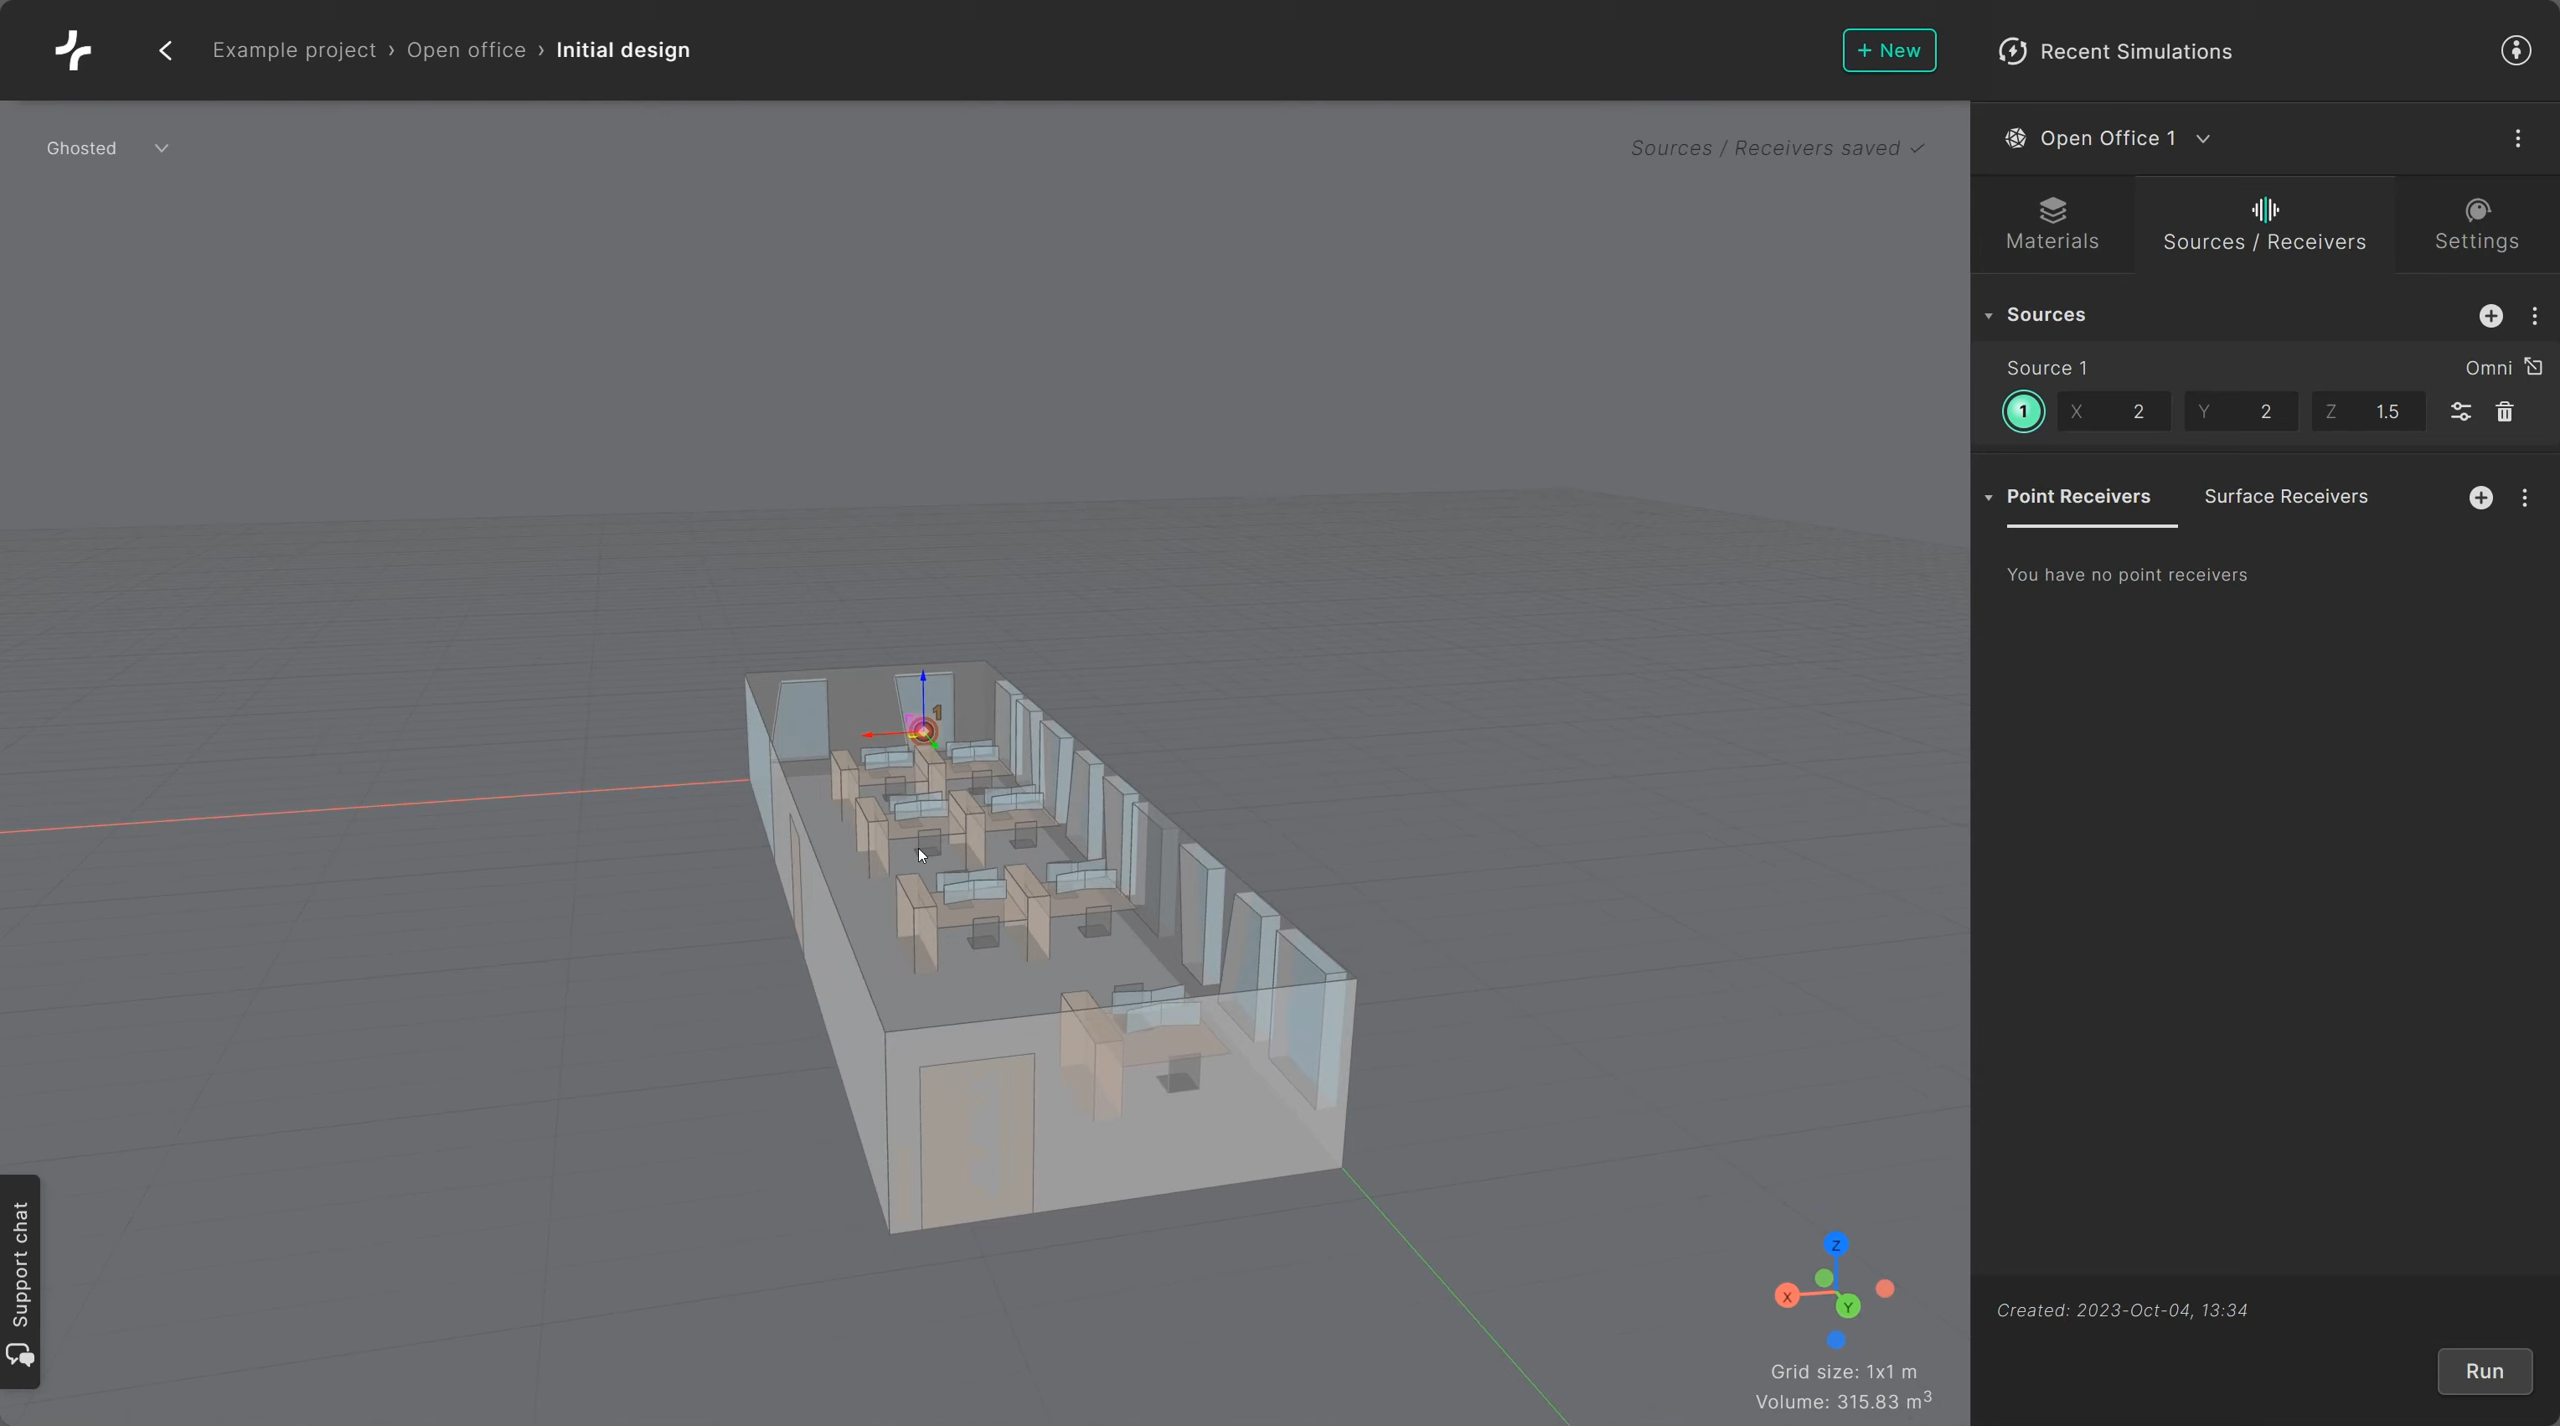 Example project › Open office › Initial design
+ New
Recent Simulations
Ghosted
Sources / Receivers saved ✓
Open Office 1
Materials
Sources / Receivers
Settings
Sources
Source 1
Omni
1 X 2 Y 2 Z 1.5
Point Receivers
Surface Receivers
You have no point receivers
1
Support chat
Z
X
Y
Grid size: 1x1 m
Volume: 315.83 m³
Created: 2023-Oct-04, 13:34
Run